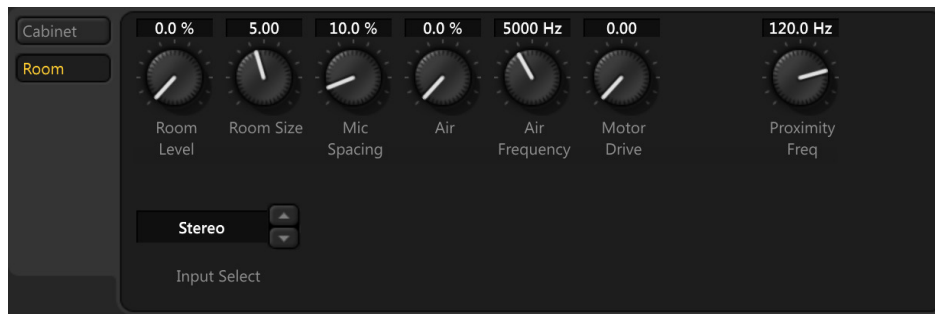 Cabinet
Room
0.0 % 5.00 10.0 % 0.0 % 5000 Hz 0.00 120.0 Hz
Room Room Size Mic Air Air Motor Proximity
Level Spacing Frequency Drive Freq
Stereo
Input Select